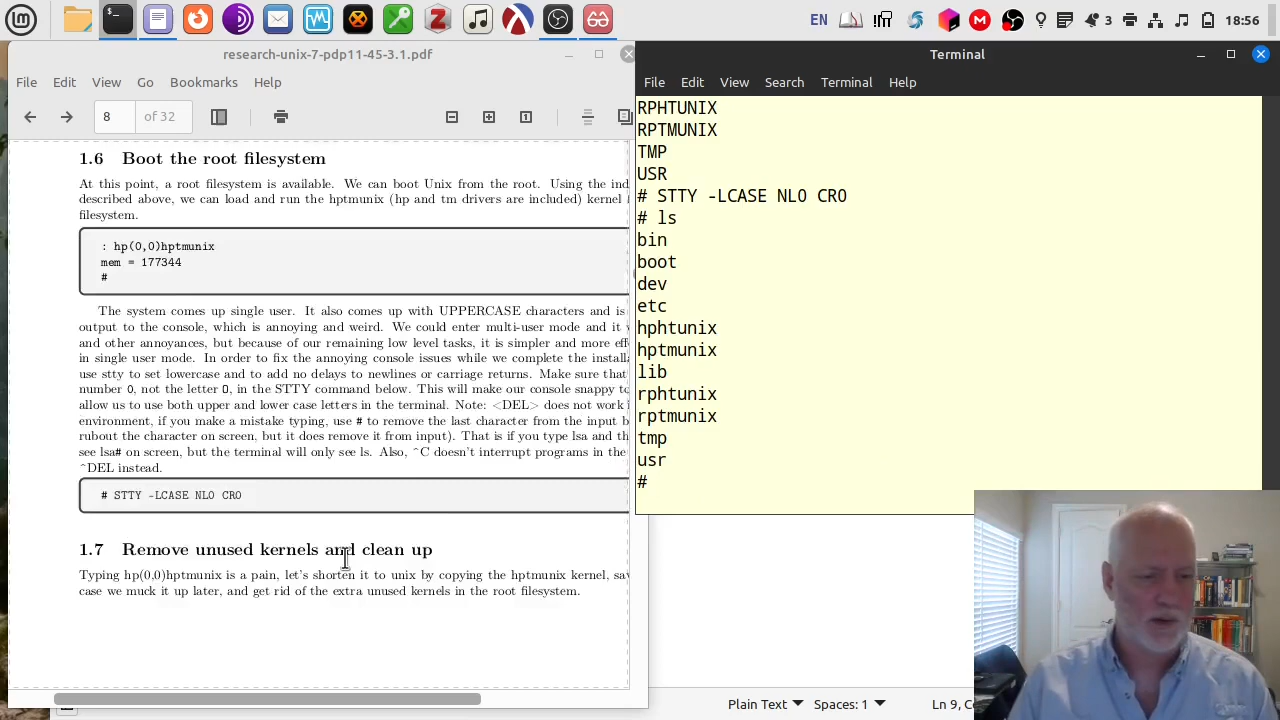 EN
3
18:56
research-unix-7-pdp11-45-3.1.pdf
File Edit View Go Bookmarks Help
8 of 32
1.6 Boot the root filesystem
At this point, a root filesystem is available. We can boot Unix from the root. Using the
described above, we can load and run the hptmunix (hp and tm drivers are included) kernel
filesystem.
: hp(0,0)hptmunix
mem = 177344
#
The system comes up single user. It also comes up with UPPERCASE characters and is
output to the console, which is annoying and weird. We could enter multi-user mode and it
and other annoyances, but because of our remaining low level tasks, it is simpler and more
in single user mode. In order to fix the annoying console issues while we complete the
use stty to set lowercase and to add no delays to newlines or carriage returns. Make sure that
number 0, not the letter O, in the STTY command below. This will make our console snappy
allow us to use both upper and lower case letters in the terminal. Note: <DEL> does not work
environment, if you make a mistake typing, use # to remove the last character from the input
rubout the character on screen, but it does remove it from input). That is if you type lsa and
see lsa# on screen, but the terminal will only see ls. Also, ^C doesn't interrupt programs in the
^DEL instead.
# STTY -LCASE NL0 CR0
1.7 Remove unused kernels and clean up
Typing hp(0,0)hptmunix is a pain, let's shorten it to unix by copying the hptmunix kernel,
case we muck it up later, and get rid of the extra unused kernels in the root filesystem.
Terminal
File Edit View Search Terminal Help
RPHTUNIX
RPTMUNIX
TMP
USR
# STTY -LCASE NL0 CR0
# ls
bin
boot
dev
etc
hphtunix
hptmunix
lib
rphtunix
rptmunix
tmp
usr
#
Plain Text Spaces: 1 Ln 9, C